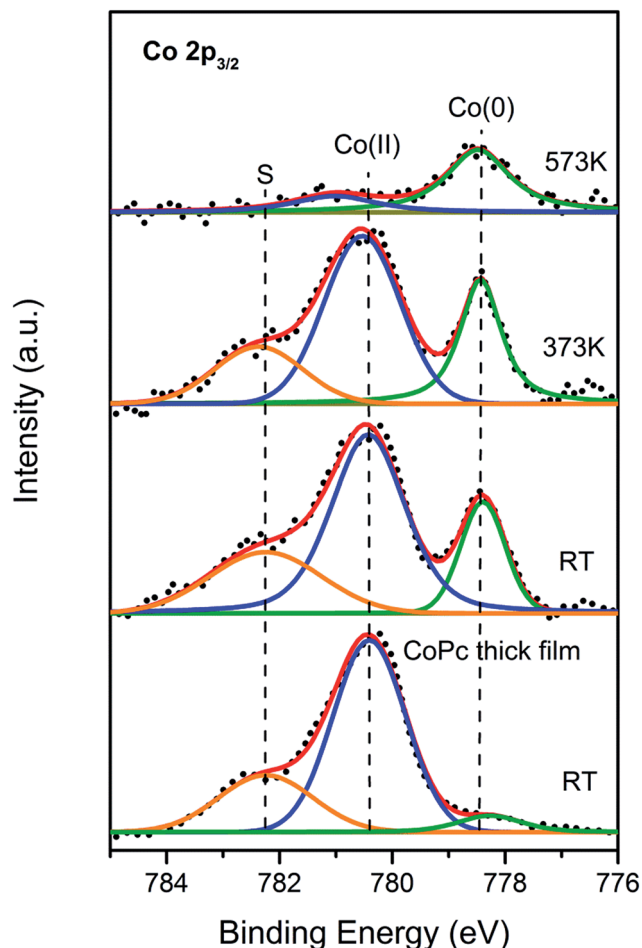 Co 2p3/2
Co(0)
Co(II)
S
573K
373K
RT
CoPc thick film
RT
Intensity (a.u.)
784 782 780 778 776
Binding Energy (eV)